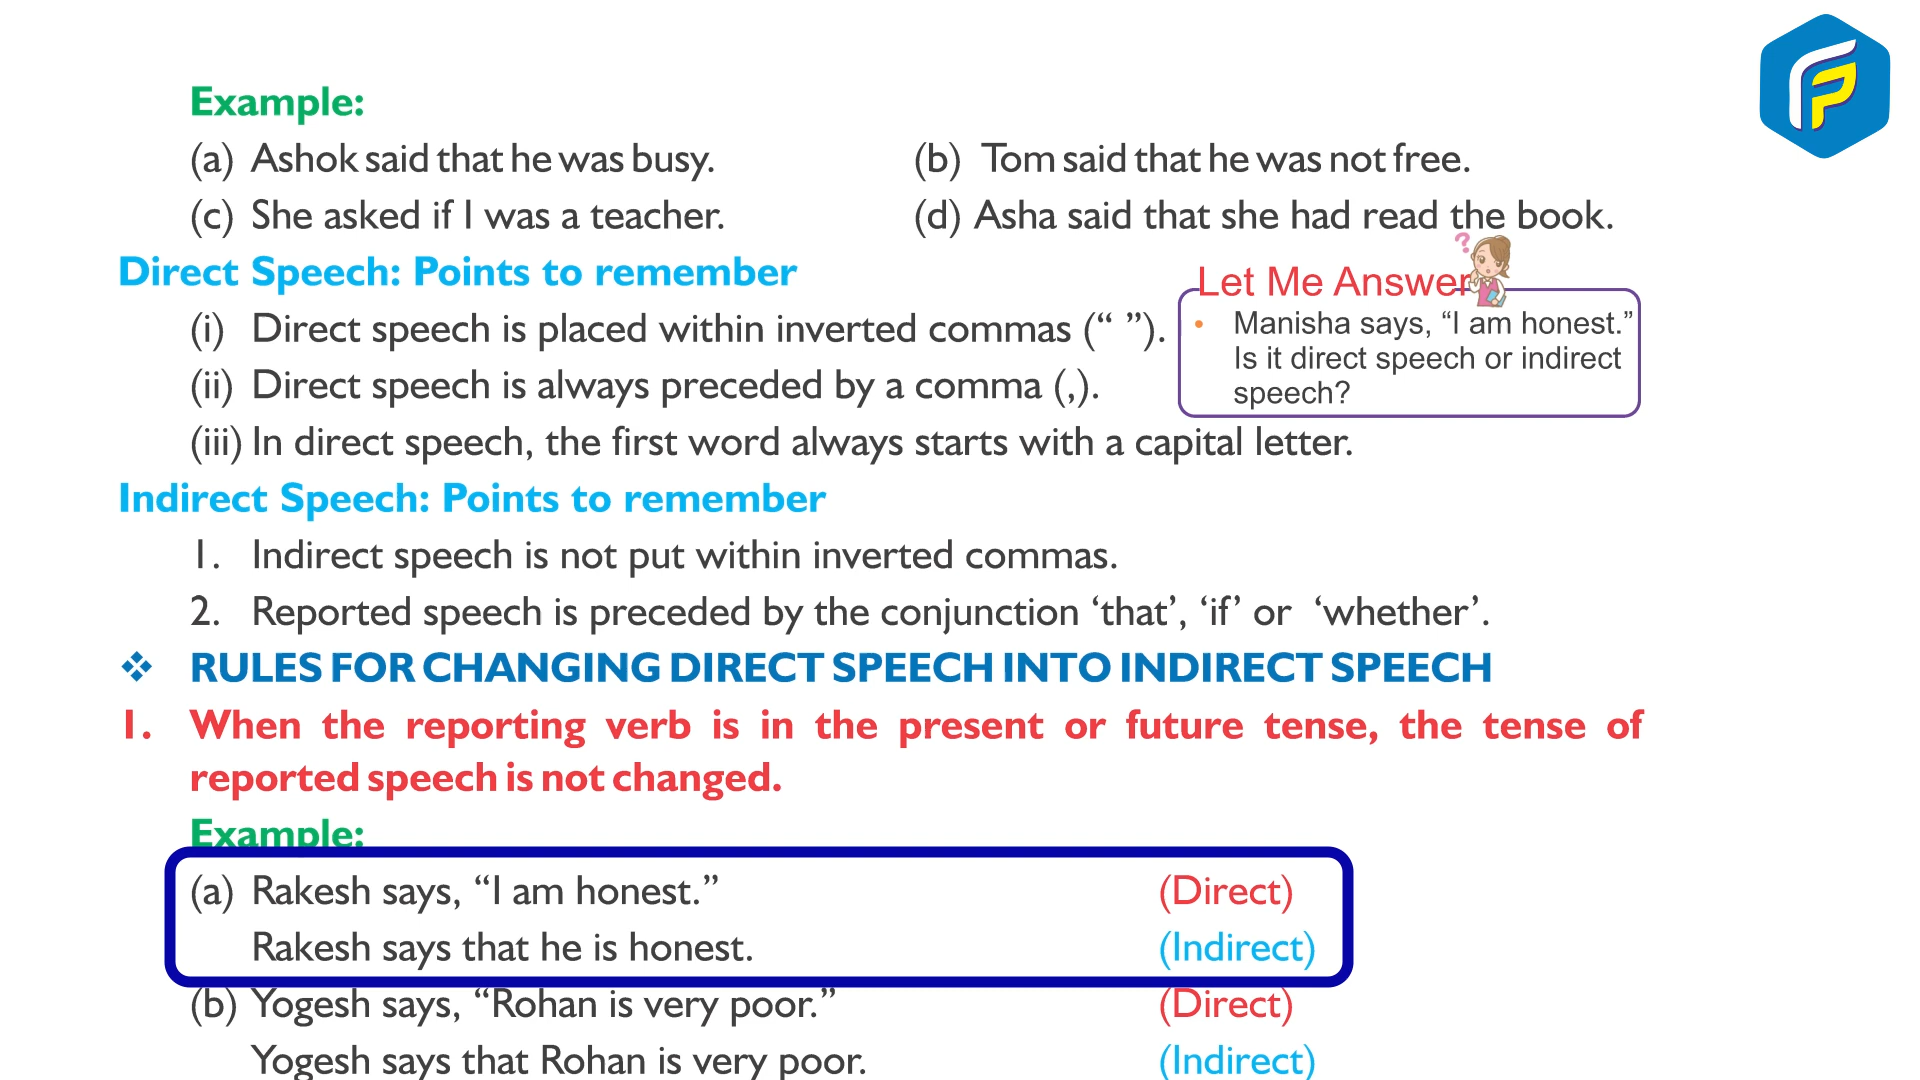 Example:
(a) Ashok said that he was busy. (b) Tom said that he was not free.
(c) She asked if I was a teacher. (d) Asha said that she had read the book.
Direct Speech: Points to remember
(i) Direct speech is placed within inverted commas (“ ”).
(ii) Direct speech is always preceded by a comma (,).
(iii) In direct speech, the first word always starts with a capital letter.
Let Me Answer
• Manisha says, “I am honest.”
Is it direct speech or indirect
speech?
Indirect Speech: Points to remember
1. Indirect speech is not put within inverted commas.
2. Reported speech is preceded by the conjunction ‘that’, ‘if’ or ‘whether’.
❖ RULES FOR CHANGING DIRECT SPEECH INTO INDIRECT SPEECH
1. When the reporting verb is in the present or future tense, the tense of
reported speech is not changed.
Example:
(a) Rakesh says, “I am honest.” (Direct)
Rakesh says that he is honest. (Indirect)
(b) Yogesh says, “Rohan is very poor.” (Direct)
Yogesh says that Rohan is very poor. (Indirect)